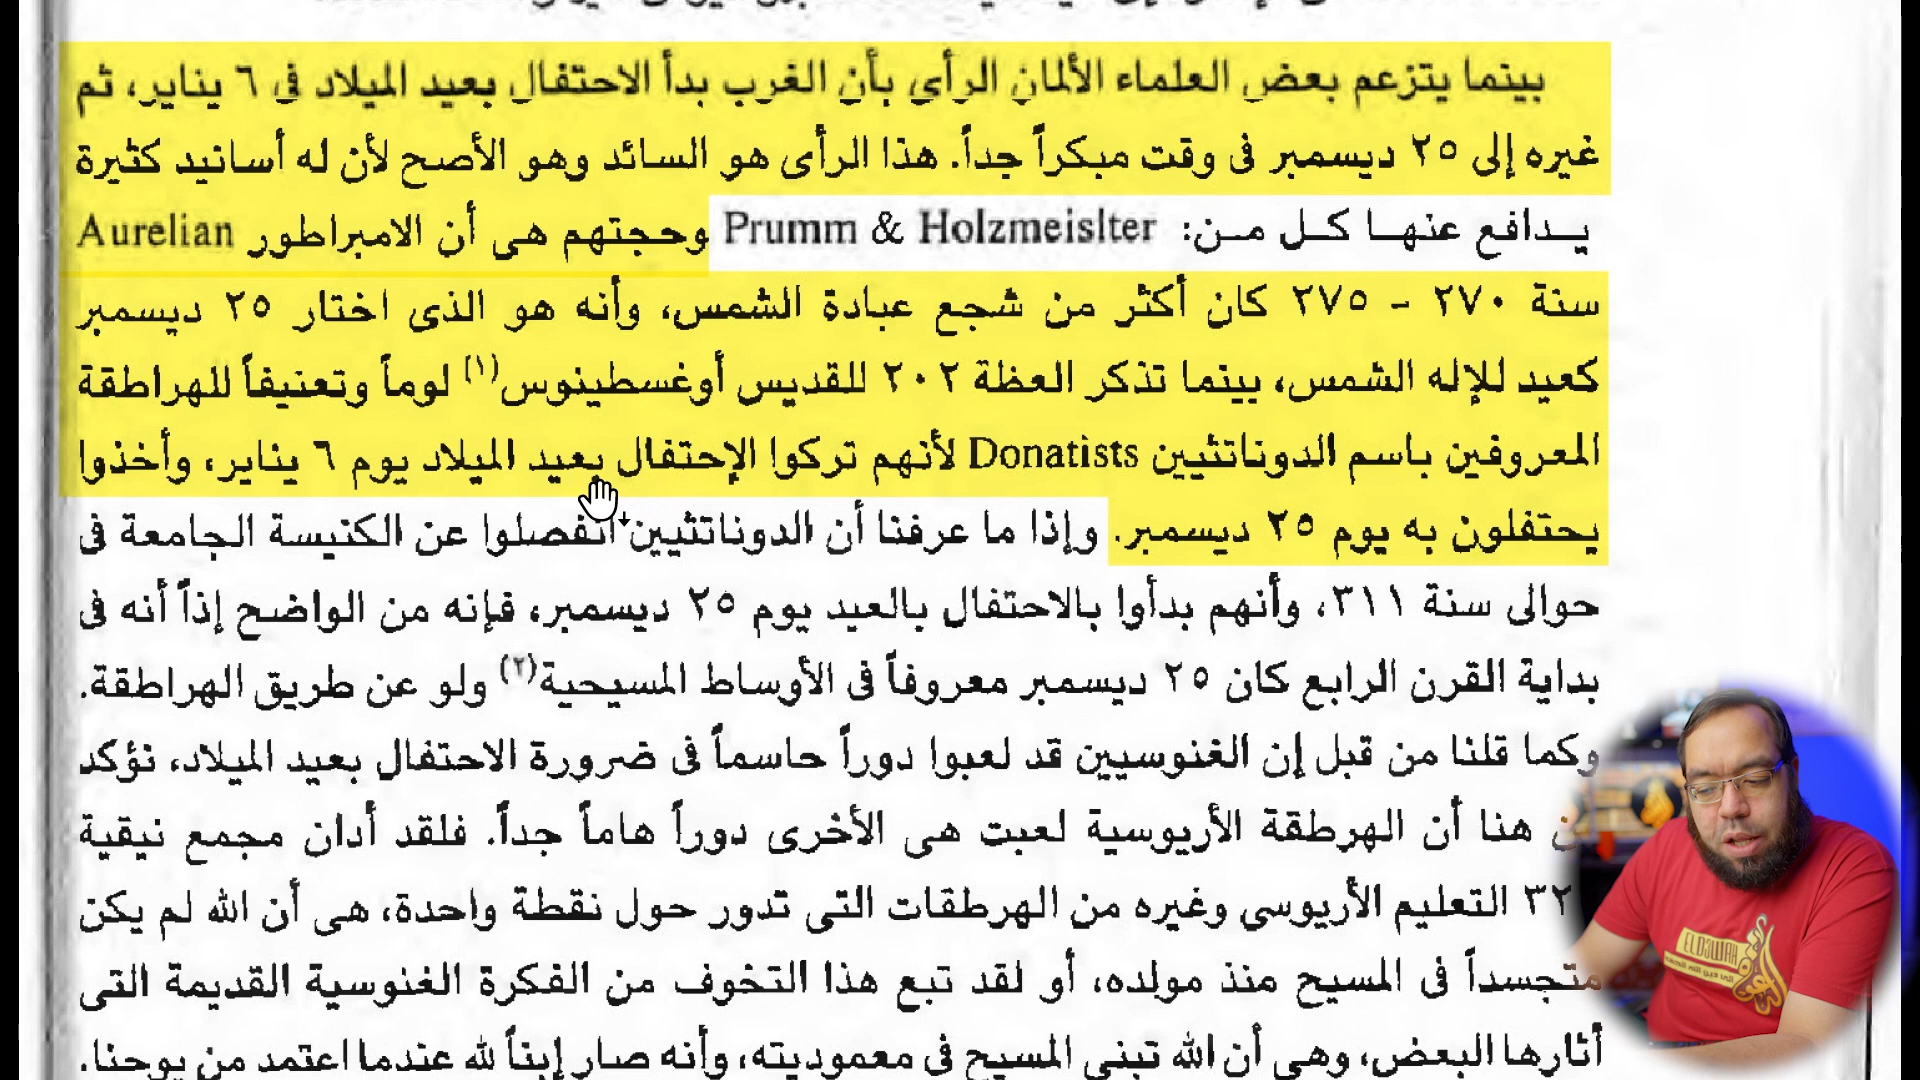 بينما يتزعم بعض العلماء الألمان الرأى بأن الغرب بدأ الاحتفال بعيد الميلاد فى ٦ يناير، ثم
غيره إلى ٢٥ ديسمبر فى وقت مبكراً جداً. هذا الرأى هو السائد وهو الأصح لأن له أسانيد كثيرة
يـدافع عنهـا كـل مـن: Prumm & Holzmeislter وحجتهم هى أن الامبراطور Aurelian
سنة ٢٧٠ - ٢٧٥ كان أكثر من شجع عبادة الشمس، وأنه هو الذى اختار ٢٥ ديسمبر
كعيد للإله الشمس، بينما تذكر العظة ٢٠٢ للقديس أوغسطينوس(١) لوماً وتعنيفاً للهراطقة
المعروفين باسم الدوناتثيين Donatists لأنهم تركوا الإحتفال بعيد الميلاد يوم ٦ يناير، وأخذوا
يحتفلون به يوم ٢٥ ديسمبر. وإذا ما عرفنا أن الدوناتثيين انفصلوا عن الكنيسة الجامعة فى
حوالى سنة ٣١١، وأنهم بدأوا بالاحتفال بالعيد يوم ٢٥ ديسمبر، فإنه من الواضح إذاً أنه فى
بداية القرن الرابع كان ٢٥ ديسمبر معروفاً فى الأوساط المسيحية(٢) ولو عن طريق الهراطقة.
وكما قلنا من قبل إن الغنوسيين قد لعبوا دوراً حاسماً فى ضرورة الاحتفال بعيد الميلاد، نؤكد
هنا أن الهرطقة الأريوسية لعبت هى الأخرى دوراً هاماً جداً. فلقد أدان مجمع نيقية
٣٢ التعليم الأريوسى وغيره من الهرطقات التى تدور حول نقطة واحدة، هى أن الله لم يكن
متجسداً فى المسيح منذ مولده، أو لقد تبع هذا التخوف من الفكرة الغنوسية القديمة التى
أثارها البعض، وهى أن الله تبنى المسيح فى معموديته، وأنه صار إبناً لله عندما اعتمد من يوحنا.
ELDA3WAH